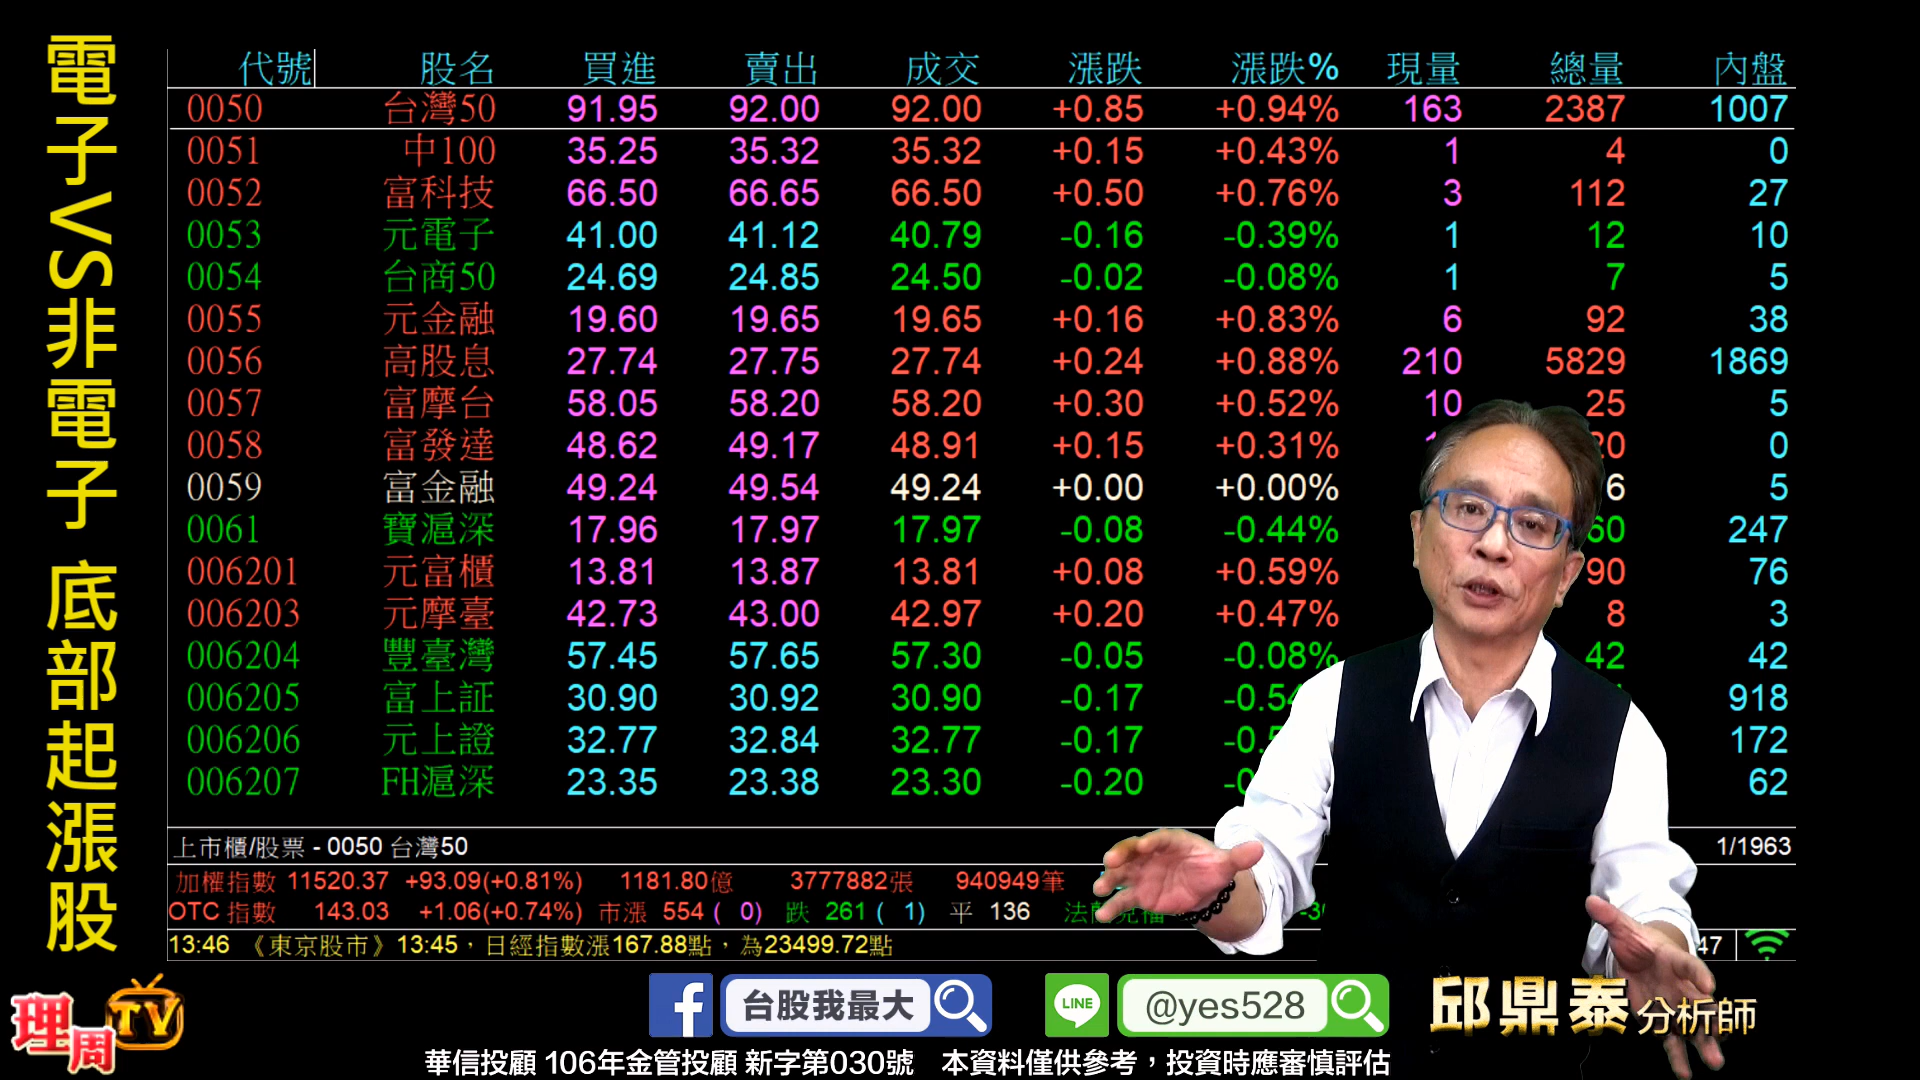 電子VS非電子 底部起漲股
代號 股名 買進 賣出 成交 漲跌 漲跌% 現量 總量 內盤
0050 台灣50 91.95 92.00 92.00 +0.85 +0.94% 163 2387 1007
0051 中100 35.25 35.32 35.32 +0.15 +0.43% 1 4 0
0052 富科技 66.50 66.65 66.50 +0.50 +0.76% 3 112 27
0053 元電子 41.00 41.12 40.79 -0.16 -0.39% 1 12 10
0054 台商50 24.69 24.85 24.50 -0.02 -0.08% 1 7 5
0055 元金融 19.60 19.65 19.65 +0.16 +0.83% 6 92 38
0056 高股息 27.74 27.75 27.74 +0.24 +0.88% 210 5829 1869
0057 富摩台 58.05 58.20 58.20 +0.30 +0.52% 10 25 5
0058 富發達 48.62 49.17 48.91 +0.15 +0.31% 0
0059 富金融 49.24 49.54 49.24 +0.00 +0.00% 6 5
0061 寶滬深 17.96 17.97 17.97 -0.08 -0.44% 60 247
006201 元富櫃 13.81 13.87 13.81 +0.08 +0.59% 90 76
006203 元摩臺 42.73 43.00 42.97 +0.20 +0.47% 8 3
006204 豐臺灣 57.45 57.65 57.30 -0.05 -0.08% 42 42
006205 富上証 30.90 30.92 30.90 -0.17 918
006206 元上證 32.77 32.84 32.77 -0.17 172
006207 FH滬深 23.35 23.38 23.30 -0.20 62
上市櫃/股票 - 0050 台灣50 1/1963
加權指數 11520.37 +93.09(+0.81%) 1181.80億 3777882張 940949筆
OTC 指數 143.03 +1.06(+0.74%) 市漲 554 ( 0) 跌 261 ( 1) 平 136
13:46 《東京股市》13:45，日經指數漲167.88點，為23499.72點 47
理周TV
台股我最大
LINE @yes528
邱鼎泰 分析師
華信投顧 106年金管投顧 新字第030號 本資料僅供參考，投資時應審慎評估